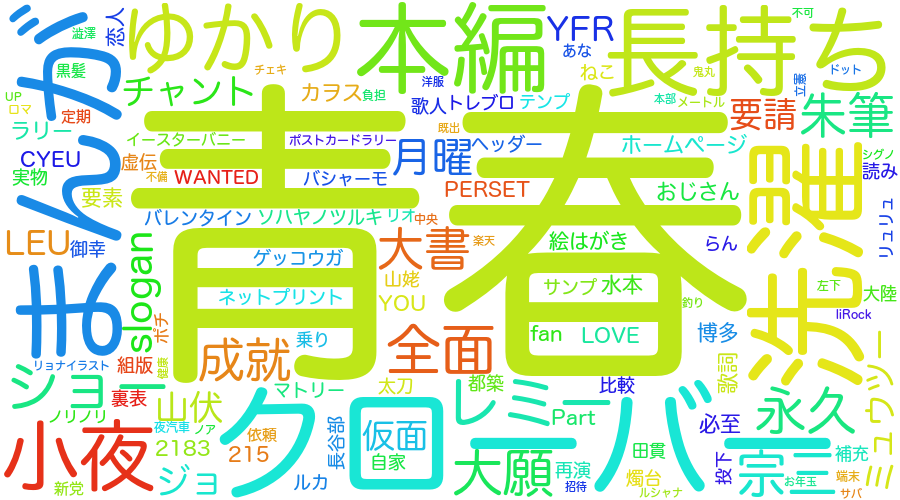 青春
まんが
クロバー
洗濯
本編
長持ち
ゆかり
小夜
レミー
ショー
大願
宗三
永久
全面
成就
大書
朱筆
月曜
チャント
YFR
slogan
LEU
山伏
ジョ
仮面
ミュウツー
要請
恋人
澁澤
黒髪
UP
ロマ
定期
ラリー
CYEU
実物
要素
虚伝
不備
イースターバニー
チェキ
カヲス
負担
ポストカードラリー
WANTED
バシャーモ
バレンタイン
ソハヤノツルキ
リオ
中央
楽天
ゲッコウガ
ネットプリント
御幸
洋服
歌人
トレブロ
テンプ
既出
ヘッダー
PERSET
あな
ねこ
鬼丸
本部
メートル
ホームページ
おじさん
絵はがき
らん
サンプ
水本
釣り
山姥
YOU
fan
LOVE
博多
不可
ドット
立憲
シグノ
読み
リュリュ
左下
大陸
liRock
歌詞
必至
投下
補充
端末
サバ
お年玉
田貫
比較
都築
Part
再演
招待
燭台
ルシャナ
自家
太刀
マトリー
乗り
ポチ
組版
健康
裏表
リョナイラスト
ノリノリ
新党
夜汽車
ノア
2183
依頼
215
ルカ
長谷部